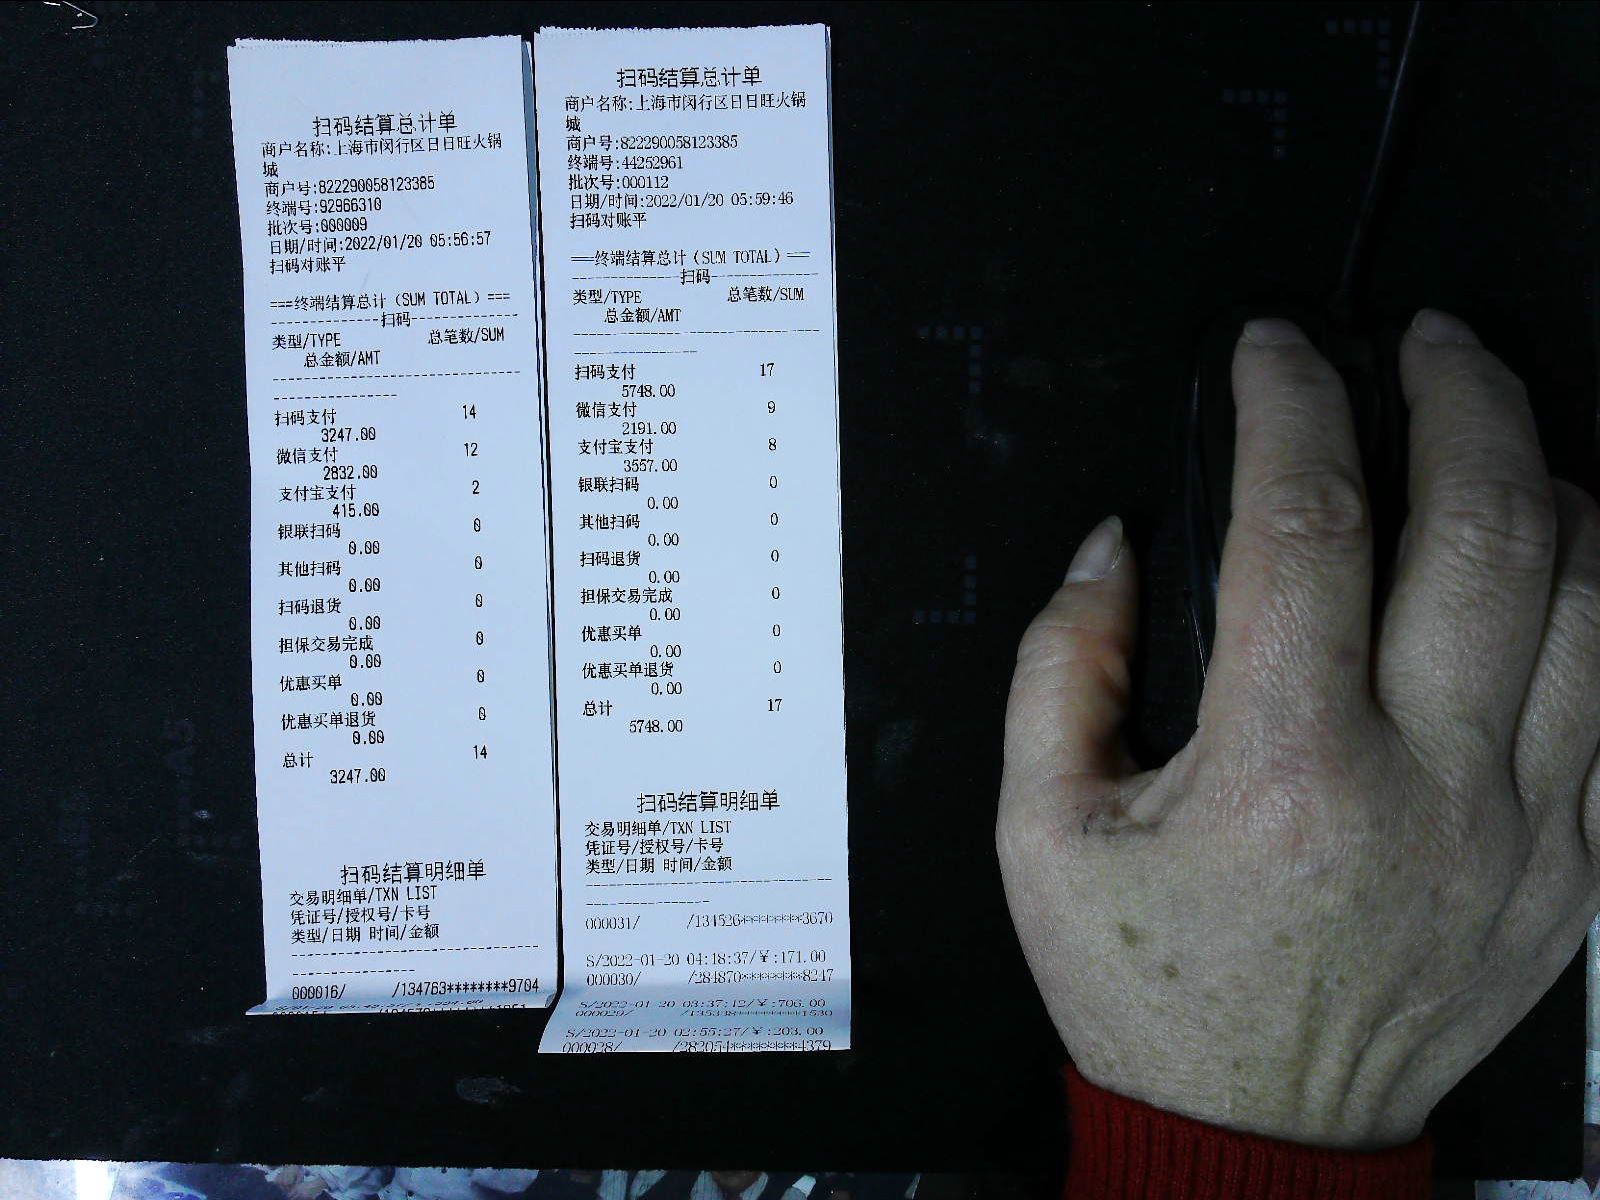 扫码结算总计单
商户名称:上海市闵行区日日旺火锅
城
商户号:822290058123385
终端号:92966310
批次号:000009
日期/时间:2022/01/20 05:56:57
扫码对账平
===终端结算总计（SUM TOTAL）===
--------------扫码--------------
类型/TYPE 总笔数/SUM
总金额/AMT
扫码支付 14
3247.00
微信支付 12
2832.00
支付宝支付 2
415.00
银联扫码 0
0.00
其他扫码 0
0.00
扫码退货 0
0.00
担保交易完成 0
0.00
优惠买单 0
0.00
优惠买单退货 0
0.00
总计 14
3247.00
扫码结算明细单
交易明细单/TXN LIST
凭证号/授权号/卡号
类型/日期 时间/金额
000016/ /134763********9704
扫码结算总计单
商户名称:上海市闵行区日日旺火锅
城
商户号:822290058123385
终端号:44252961
批次号:000112
日期/时间:2022/01/20 05:59:46
扫码对账平
===终端结算总计（SUM TOTAL）===
--------------扫码--------------
类型/TYPE 总笔数/SUM
总金额/AMT
扫码支付 17
5748.00
微信支付 9
2191.00
支付宝支付 8
3557.00
银联扫码 0
0.00
其他扫码 0
0.00
扫码退货 0
0.00
担保交易完成 0
0.00
优惠买单 0
0.00
优惠买单退货 0
0.00
总计 17
5748.00
扫码结算明细单
交易明细单/TXN LIST
凭证号/授权号/卡号
类型/日期 时间/金额
000031/ /134526********3670
S/2022-01-20 04:18:37/￥:171.00
000030/ /284870********8247
S/2022-01-20 03:37:12/￥:706.00
000029/ /135338********1530
S/2022-01-20 02:55:27/￥:203.00
000028/ /282054********4379